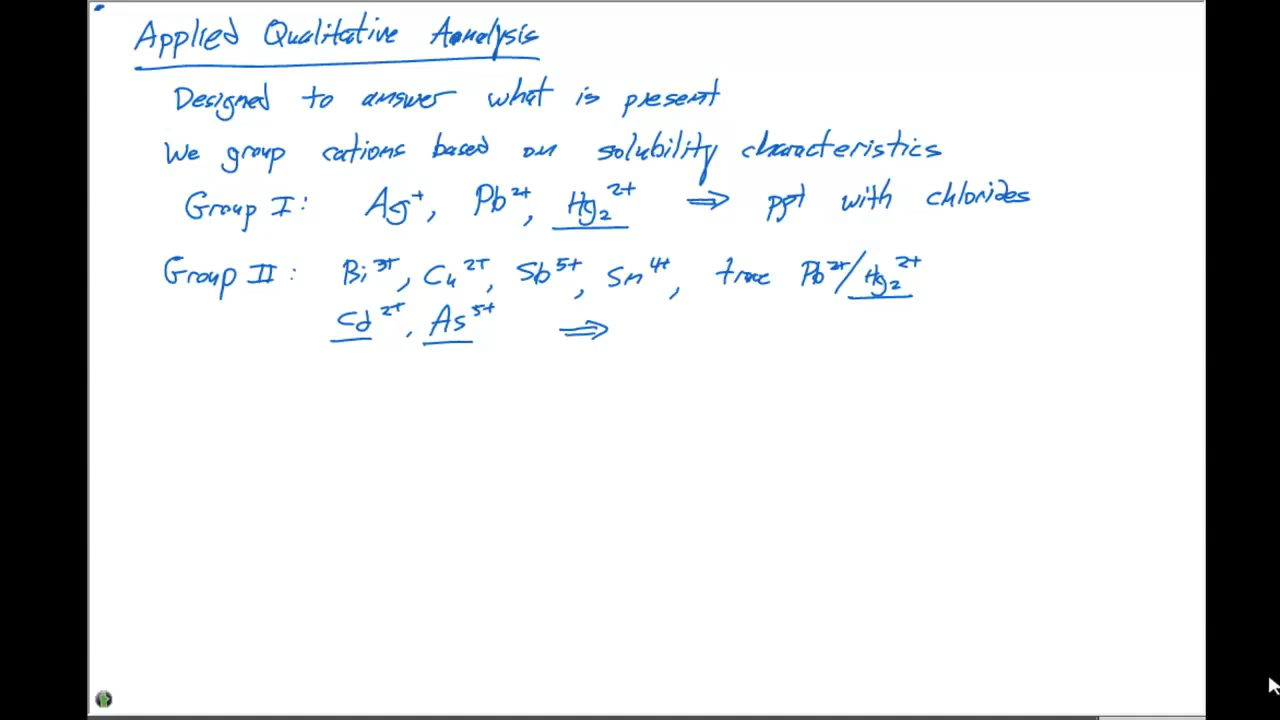 Applied Qualitative Analysis
Designed to answer what is present
We group cations based on solubility characteristics
Group I: Ag⁺, Pb²⁺, Hg₂²⁺ ⇒ ppt with chlorides
Group II: Bi³⁺, Cu²⁺, Sb⁵⁺, Sn⁴⁺, trace Pb²⁺/Hg₂²⁺
Cd²⁺, As⁵⁺ ⇒